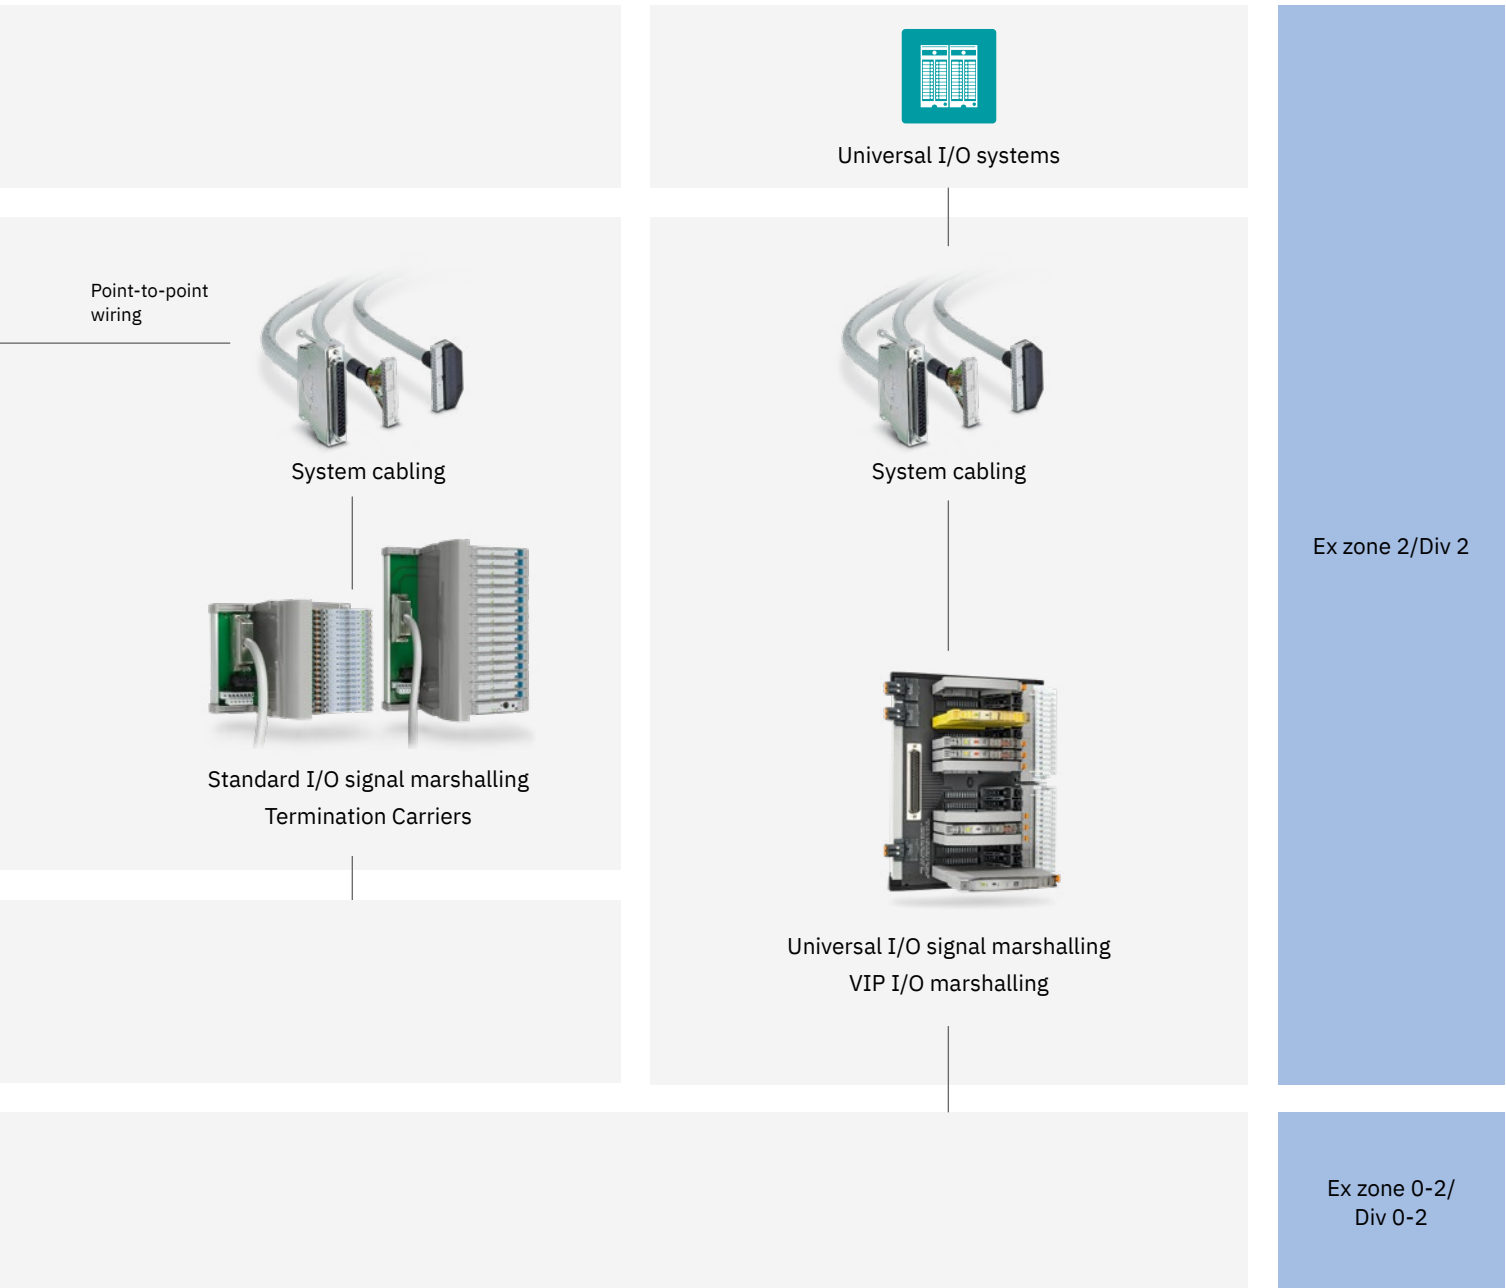 Universal I/O systems
Point-to-point
wiring
System cabling
System cabling
Ex zone 2/Div 2
Standard I/O signal marshalling
Termination Carriers
Universal I/O signal marshalling
VIP I/O marshalling
Ex zone 0-2/
Div 0-2